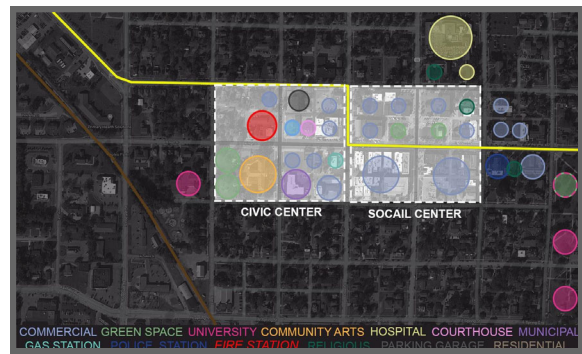 CIVIC CENTER SOCAIL CENTER
COMMERCIAL GREEN SPACE UNIVERSITY COMMUNITY ARTS HOSPITAL COURTHOUSE MUNICIPAL
GAS STATION POLICE STATION FIRE STATION RELIGIOUS PARKING GARAGE RESIDENTIAL